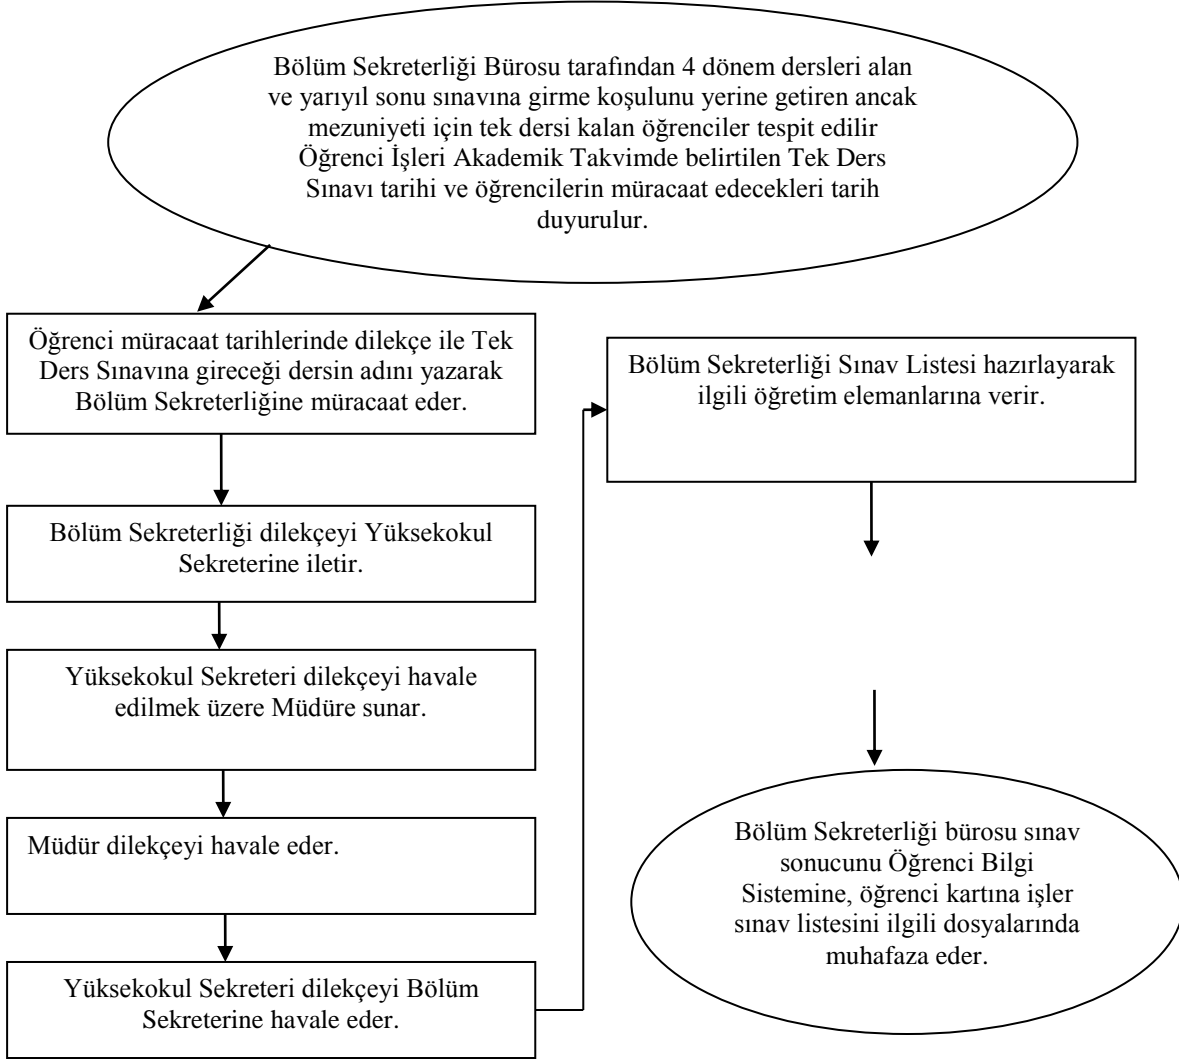 Bölüm Sekreterliği Bürosu tarafından 4 dönem dersleri alan
ve yarıyıl sonu sınavına girme koşulunu yerine getiren ancak
mezuniyeti için tek dersi kalan öğrenciler tespit edilir
Öğrenci İşleri Akademik Takvimde belirtilen Tek Ders
Sınavı tarihi ve öğrencilerin müracaat edecekleri tarih
duyurulur.
Öğrenci müracaat tarihlerinde dilekçe ile Tek
Ders Sınavına gireceği dersin adını yazarak
Bölüm Sekreterliğine müracaat eder.
Bölüm Sekreterliği dilekçeyi Yüksekokul
Sekreterine iletir.
Yüksekokul Sekreteri dilekçeyi havale
edilmek üzere Müdüre sunar.
Müdür dilekçeyi havale eder.
Yüksekokul Sekreteri dilekçeyi Bölüm
Sekreterine havale eder.
Bölüm Sekreterliği Sınav Listesi hazırlayarak
ilgili öğretim elemanlarına verir.
Bölüm Sekreterliği bürosu sınav
sonucunu Öğrenci Bilgi
Sistemine, öğrenci kartına işler
sınav listesini ilgili dosyalarında
muhafaza eder.